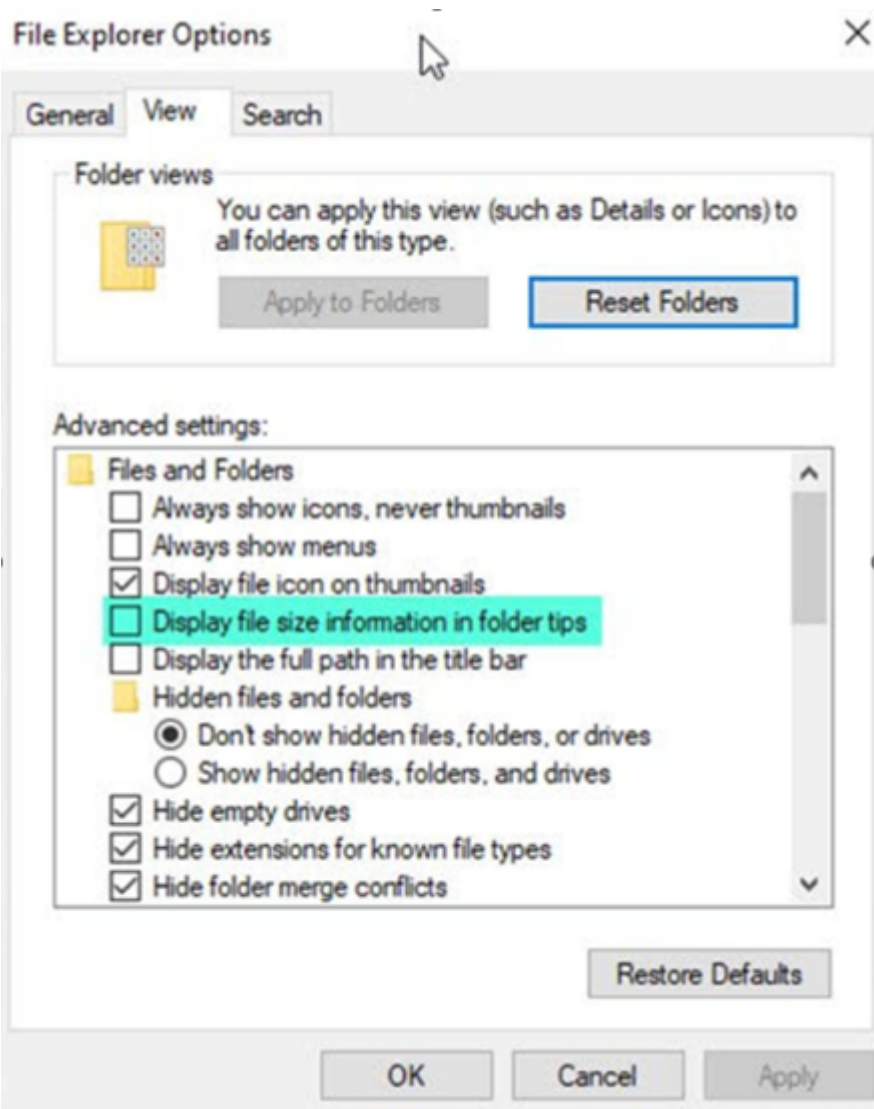 File Explorer Options
General View Search
Folder views
You can apply this view (such as Details or Icons) to
all folders of this type.
Apply to Folders Reset Folders
Advanced settings:
Files and Folders
Always show icons, never thumbnails
Always show menus
Display file icon on thumbnails
Display file size information in folder tips
Display the full path in the title bar
Hidden files and folders
Don't show hidden files, folders, or drives
Show hidden files, folders, and drives
Hide empty drives
Hide extensions for known file types
Hide folder merge conflicts
Restore Defaults
OK Cancel Apply